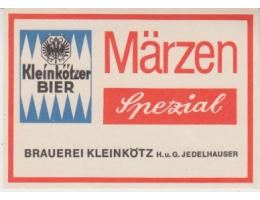 Kleinkötzer
BIER
Märzen
Spezial
BRAUEREI KLEINKÖTZ H.u.G. JEDELHAUSER